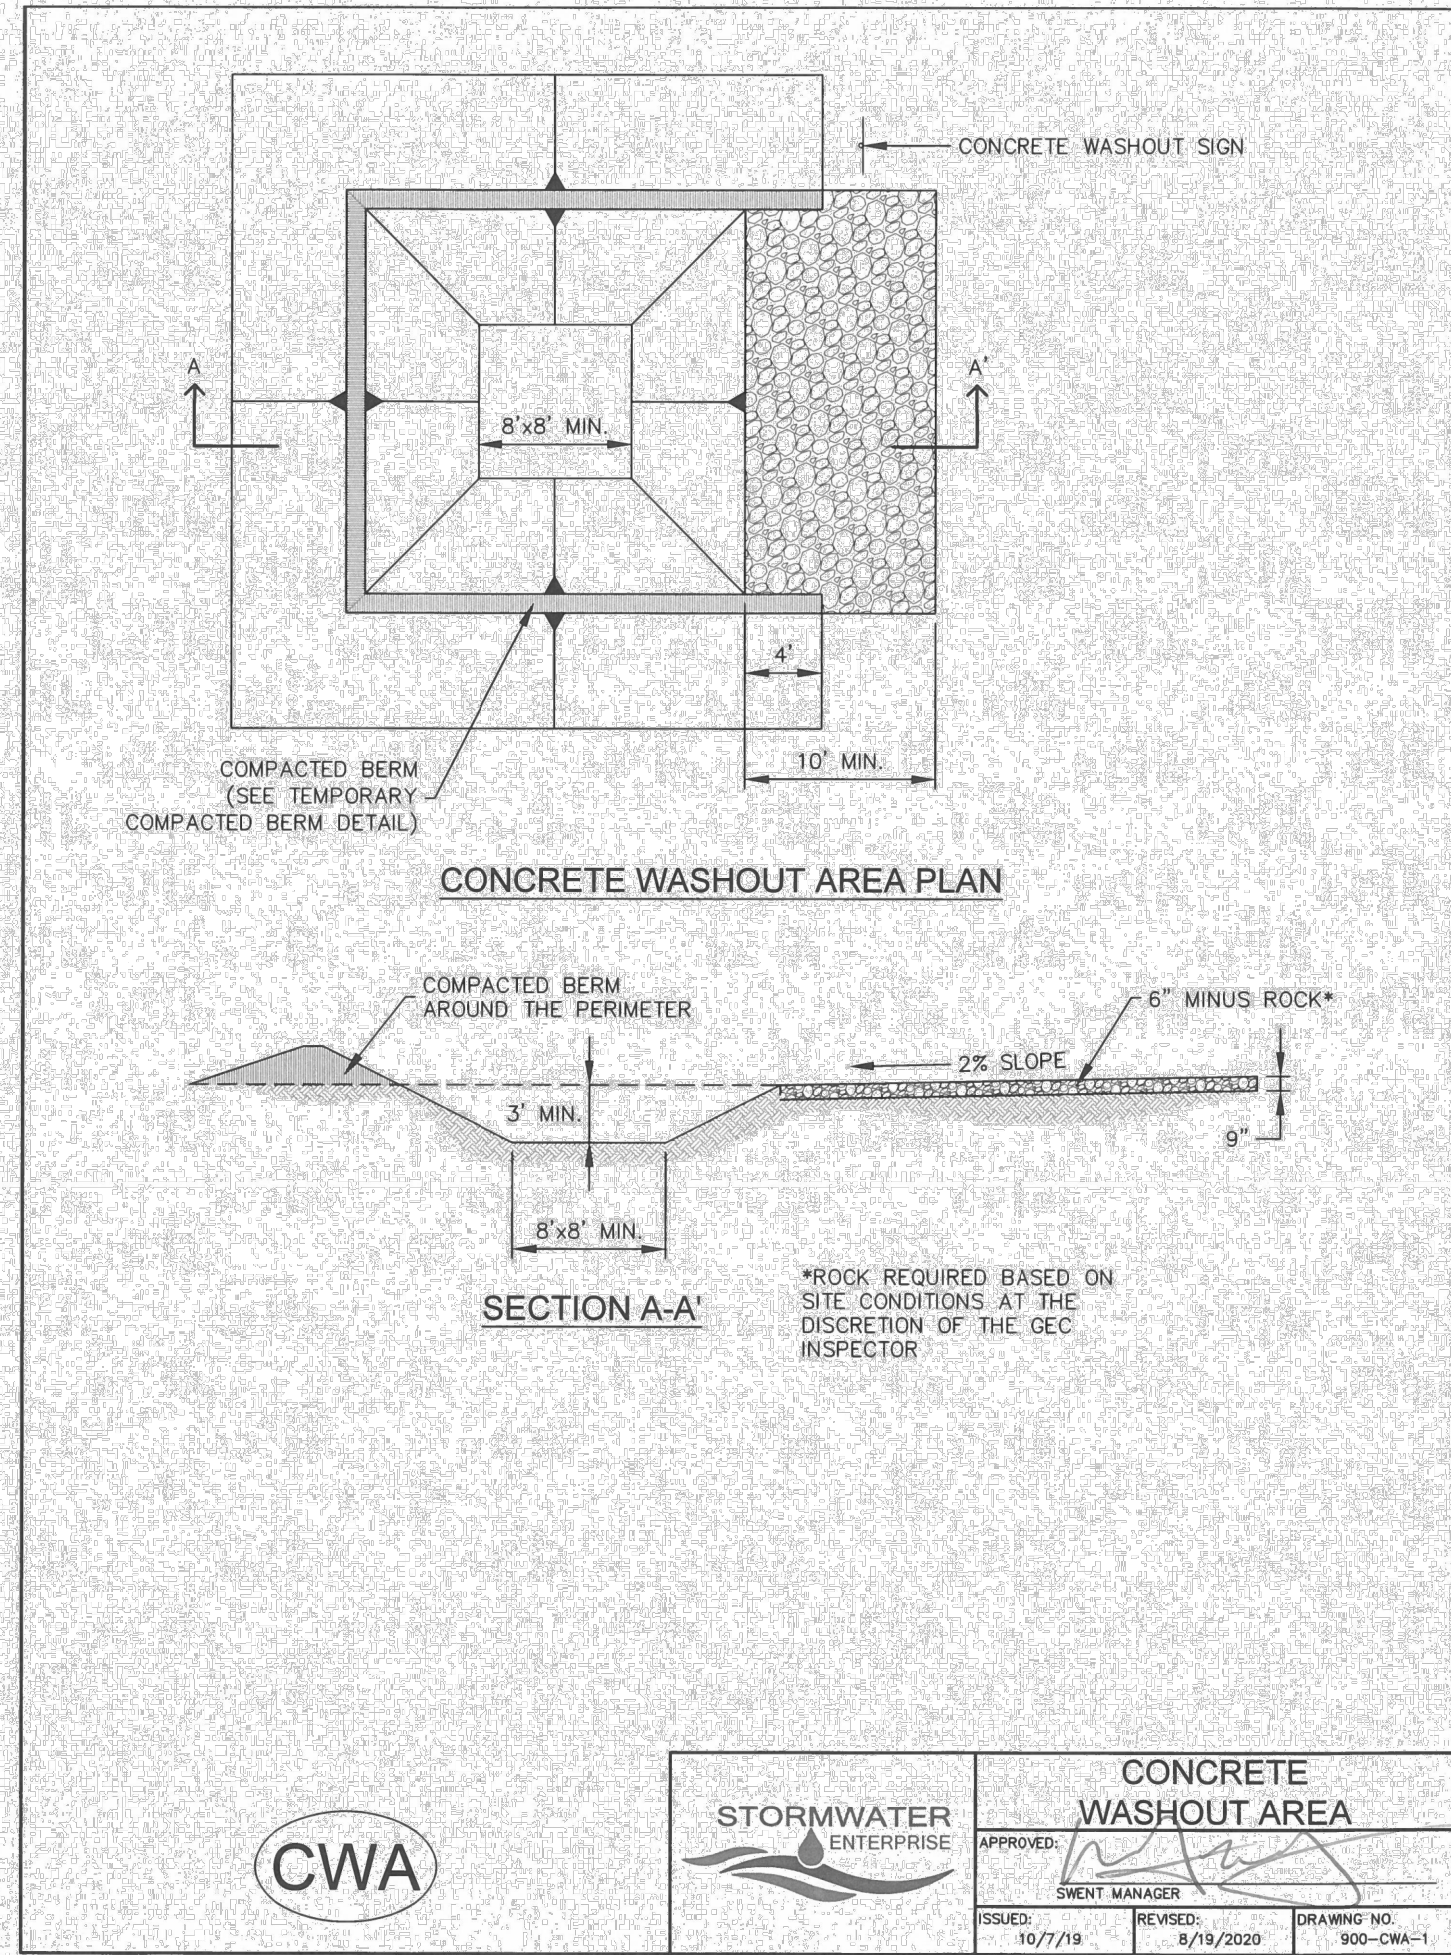 CONCRETE WASHOUT SIGN
A
A'
8'x8' MIN.
4'
10' MIN.
COMPACTED BERM
(SEE TEMPORARY
COMPACTED BERM DETAIL)
CONCRETE WASHOUT AREA PLAN
COMPACTED BERM
AROUND THE PERIMETER
6" MINUS ROCK*
2% SLOPE
3' MIN.
9"
8'x8' MIN.
SECTION A-A'
*ROCK REQUIRED BASED ON
SITE CONDITIONS AT THE
DISCRETION OF THE GEC
INSPECTOR
CWA
STORMWATER
ENTERPRISE
CONCRETE
WASHOUT AREA
APPROVED:
SWENT MANAGER
ISSUED:
10/7/19
REVISED:
8/19/2020
DRAWING NO.
900-CWA-1